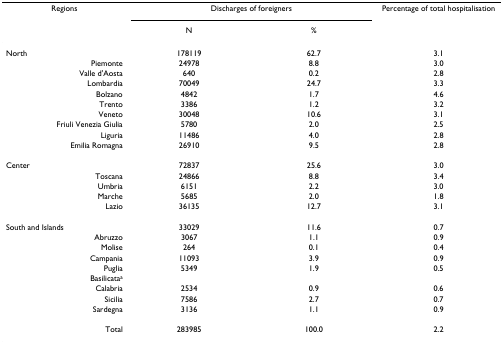 Regions Discharges of foreigners Percentage of total hospitalisation
N %
North 178119 62.7 3.1
Piemonte 24978 8.8 3.0
Valle d'Aosta 640 0.2 2.8
Lombardia 70049 24.7 3.3
Bolzano 4842 1.7 4.6
Trento 3386 1.2 3.2
Veneto 30048 10.6 3.1
Friuli Venezia Giulia 5780 2.0 2.5
Liguria 11486 4.0 2.8
Emilia Romagna 26910 9.5 2.8
Center 72837 25.6 3.0
Toscana 24866 8.8 3.4
Umbria 6151 2.2 3.0
Marche 5685 2.0 1.8
Lazio 36135 12.7 3.1
South and Islands 33029 11.6 0.7
Abruzzo 3067 1.1 0.9
Molise 264 0.1 0.4
Campania 11093 3.9 0.9
Puglia 5349 1.9 0.5
Basilicataᵃ
Calabria 2534 0.9 0.6
Sicilia 7586 2.7 0.7
Sardegna 3136 1.1 0.9
Total 283985 100.0 2.2